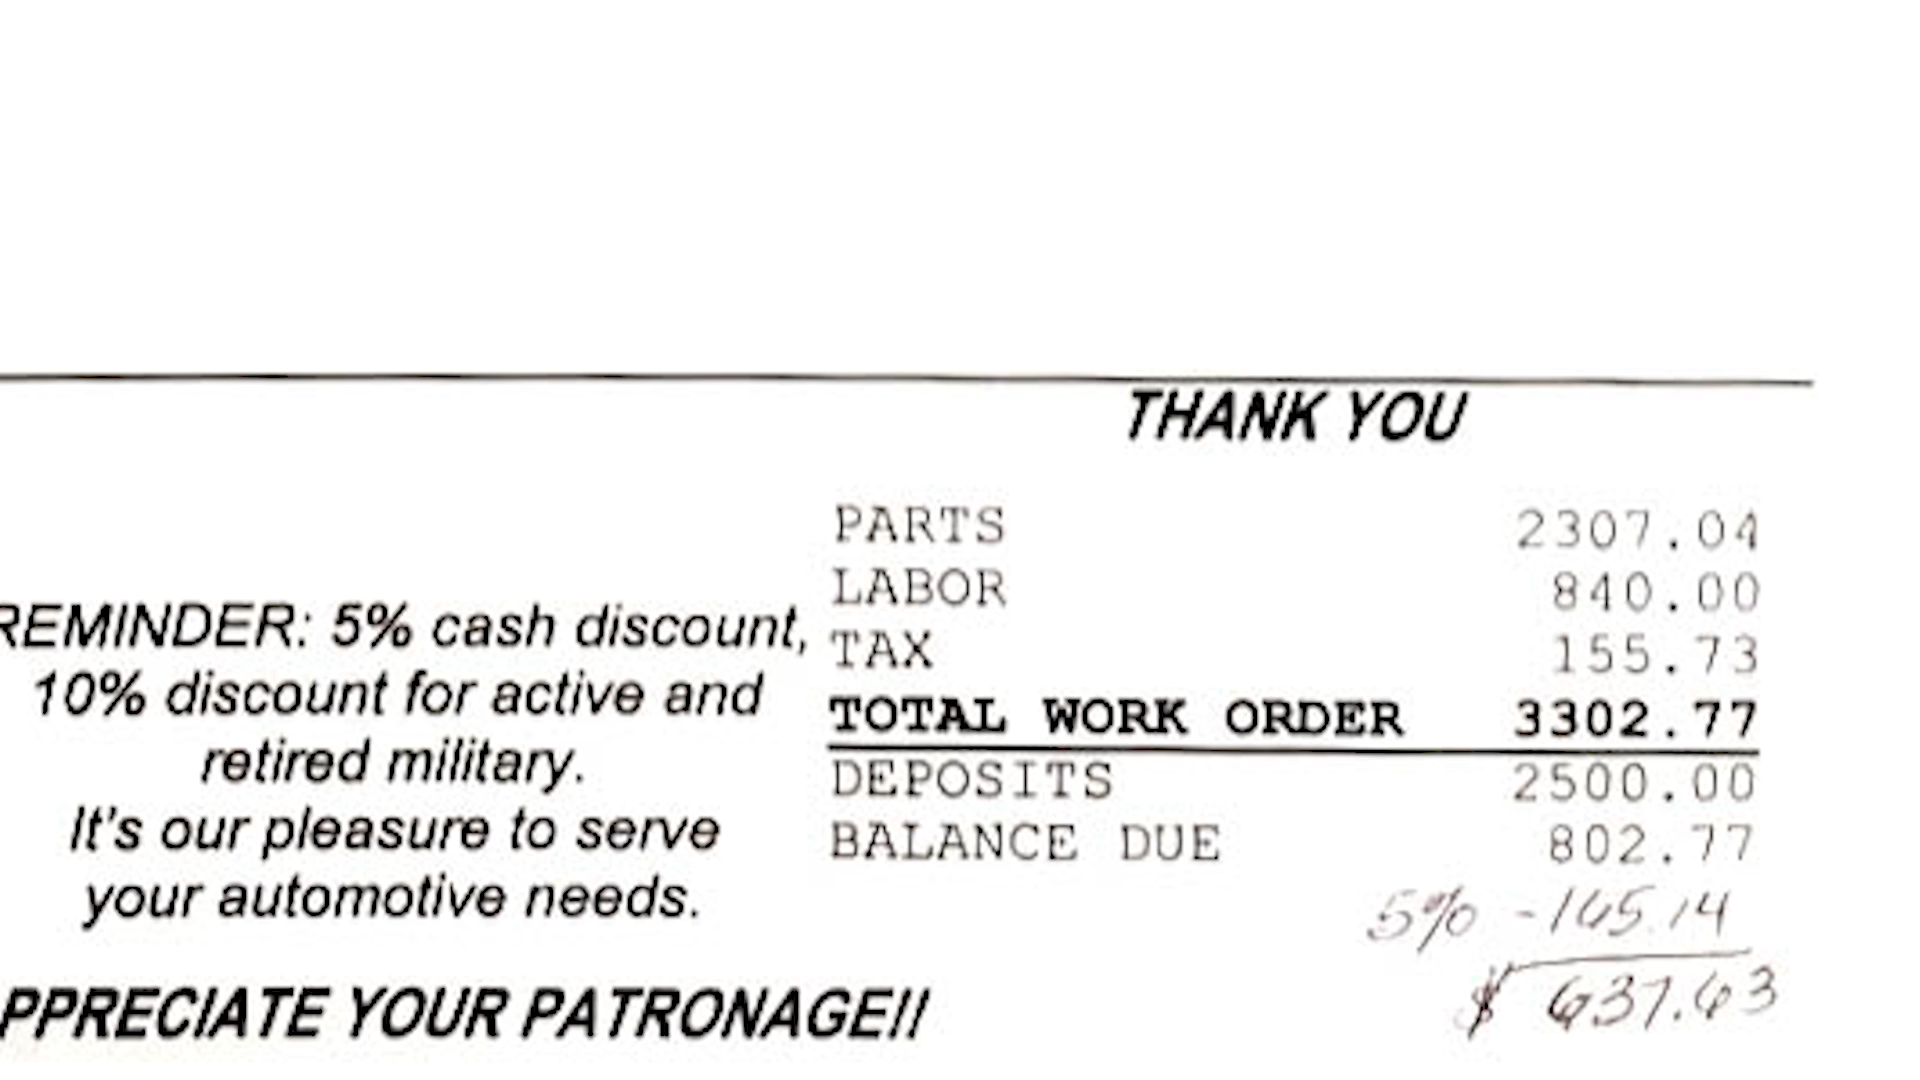 THANK YOU
PARTS 2307.04
LABOR 840.00
REMINDER: 5% cash discount,
TAX 155.73
10% discount for active and
TOTAL WORK ORDER 3302.77
retired military.
DEPOSITS 2500.00
It's our pleasure to serve
BALANCE DUE 802.77
your automotive needs.
5% -165.14
$ 637.63
PPRECIATE YOUR PATRONAGE!!